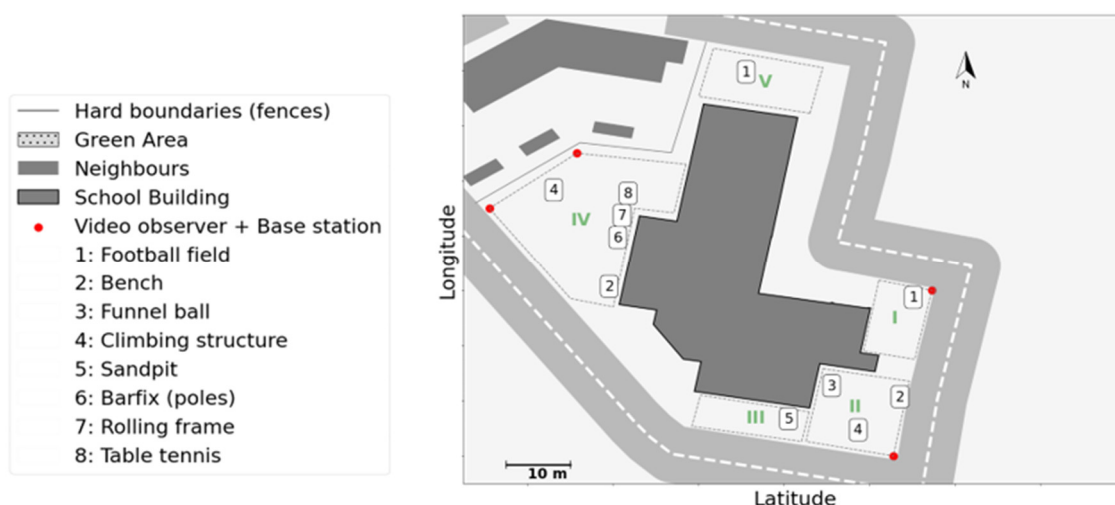 Hard boundaries (fences)
Green Area
Neighbours
School Building
Video observer + Base station
1: Football field
2: Bench
3: Funnel ball
4: Climbing structure
5: Sandpit
6: Barfix (poles)
7: Rolling frame
8: Table tennis
Longitude
1
V
N
4
8
IV
7
6
2
1
I
3
2
II
III
5
4
10 m
Latitude